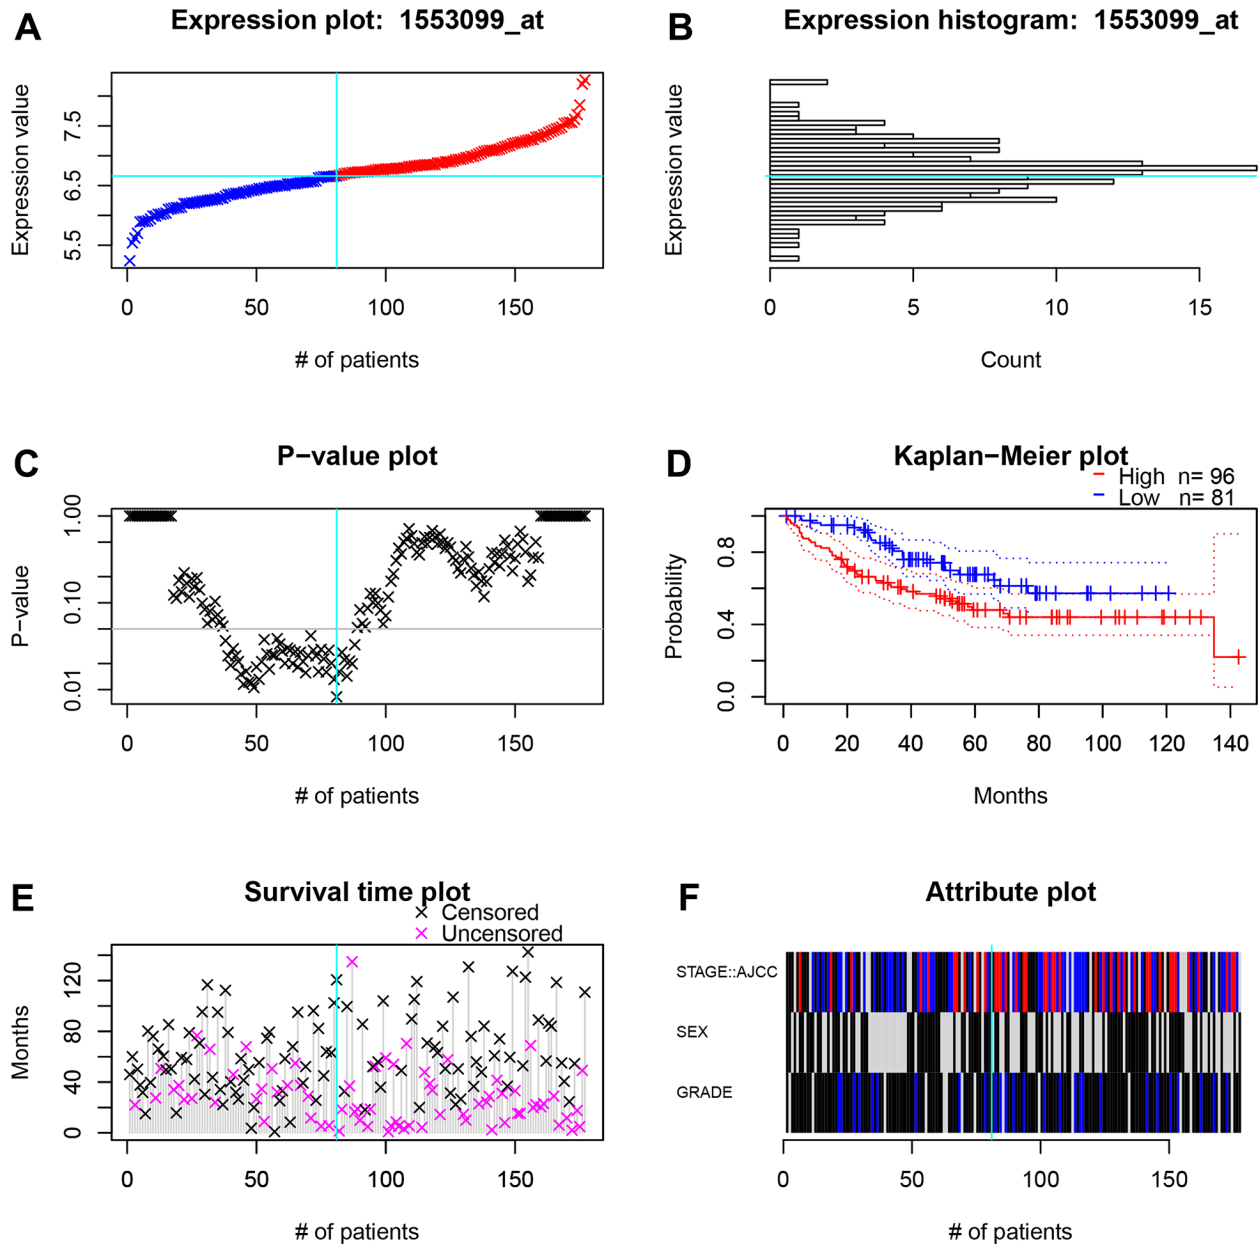 A
Expression plot:  1553099_at
Expression value
5.5
6.5
7.5
0
50
100
150
# of patients
B
Expression histogram:  1553099_at
Expression value
0
5
10
15
Count
C
P−value plot
P−value
0.01
0.10
1.00
0
50
100
150
# of patients
D
Kaplan−Meier plot
High  n= 96
Low  n= 81
Probability
0.0
0.4
0.8
0
20
40
60
80
100
120
140
Months
E
Survival time plot
Censored
Uncensored
Months
0
40
80
120
0
50
100
150
# of patients
F
Attribute plot
STAGE::AJCC
SEX
GRADE
0
50
100
150
# of patients